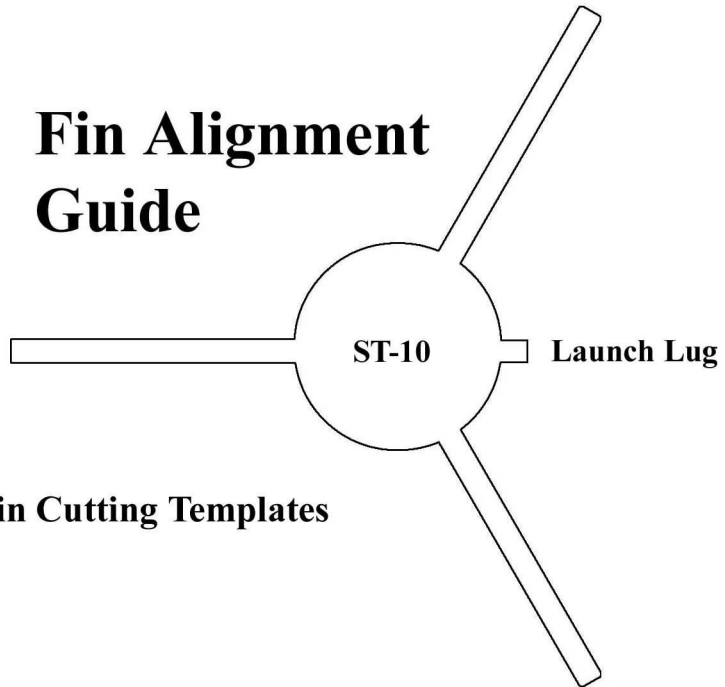 Fin Alignment
Guide
ST-10
Launch Lug
in Cutting Templates